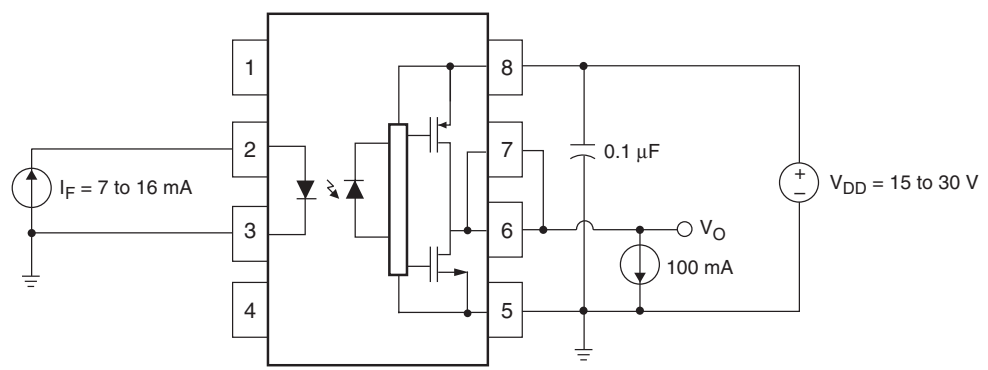 1
8
2
7
0.1 μF
I_F = 7 to 16 mA
+
–
V_DD = 15 to 30 V
3
6
V_O
100 mA
4
5